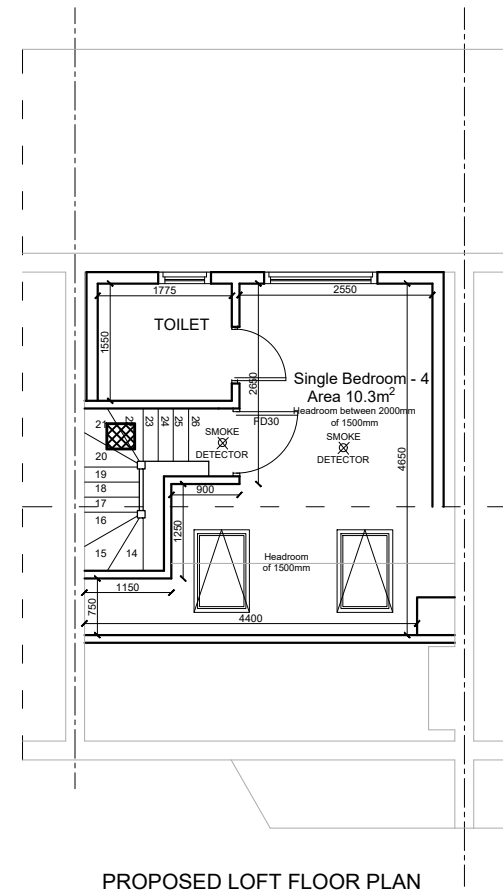 1775
2550
TOILET
1550
2650
Single Bedroom - 4
Area 10.3m²
Headroom between 2000mm
of 1500mm
FD30
SMOKE
DETECTOR
SMOKE
DETECTOR
4650
21
23
24
25
26
20
19
18
17
16
15
14
900
1250
Headroom
of 1500mm
1150
750
4400
PROPOSED LOFT FLOOR PLAN